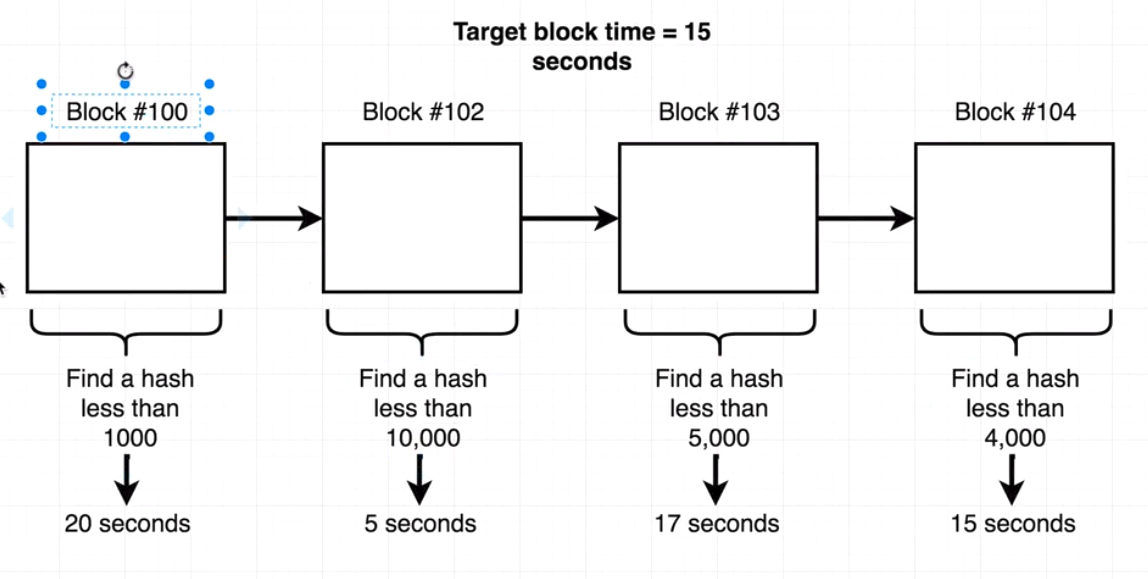 Target block time = 15
seconds
Block #100
Block #102
Block #103
Block #104
Find a hash
less than
1000
Find a hash
less than
10,000
Find a hash
less than
5,000
Find a hash
less than
4,000
20 seconds
5 seconds
17 seconds
15 seconds